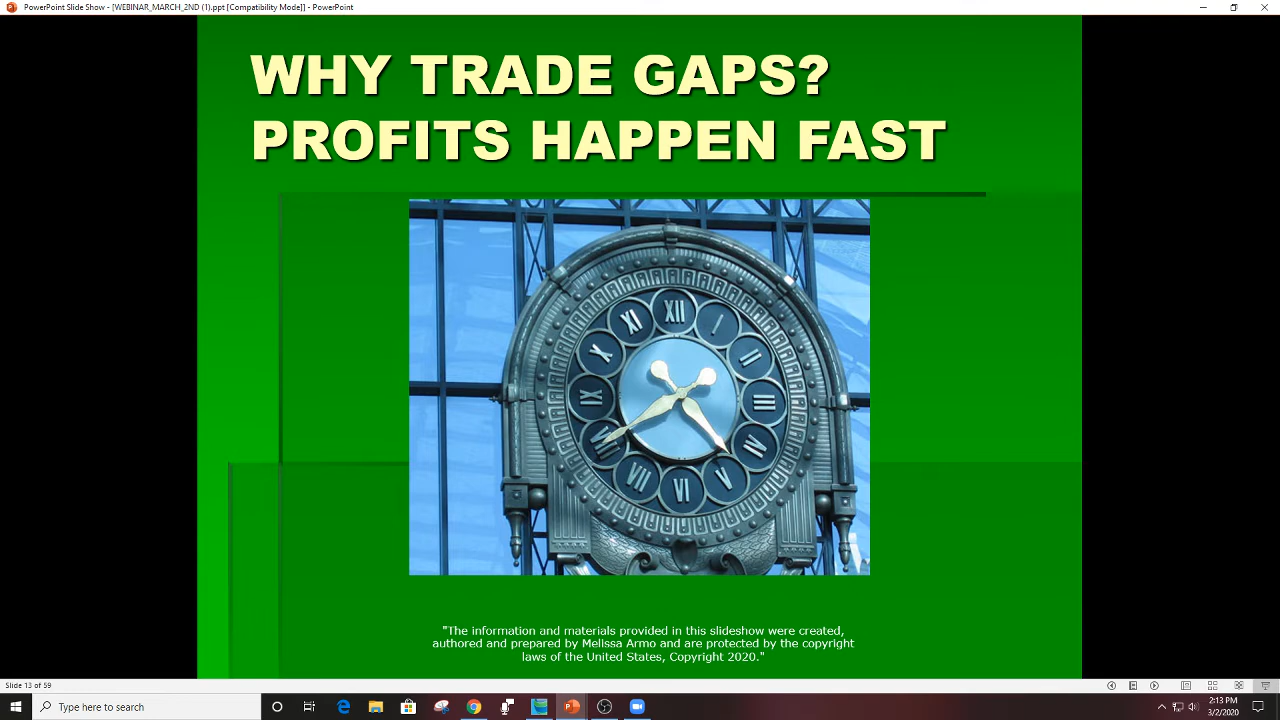 PowerPoint Slide Show - [WEBINAR_MARCH_2ND (1).ppt [Compatibility Mode]] - PowerPoint
WHY TRADE GAPS?
PROFITS HAPPEN FAST
XII
I
II
III
IV
V
VI
VII
VIII
IX
X
XI
"The information and materials provided in this slideshow were created,
authored and prepared by Melissa Armo and are protected by the copyright
laws of the United States, Copyright 2020."
Slide 13 of 59
Type here to search
2:13 PM
3/2/2020